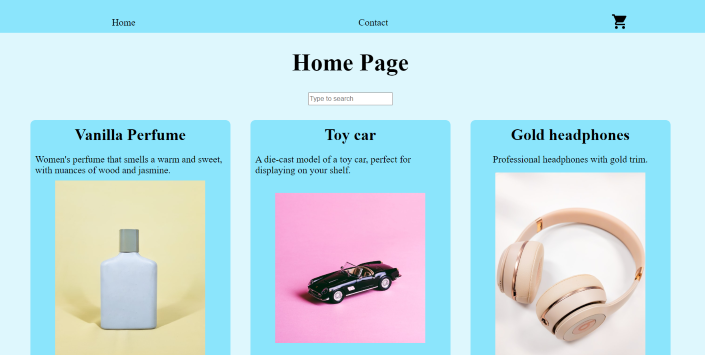 Home
Contact
Home Page
Type to search
Vanilla Perfume
Women's perfume that smells a warm and sweet,
with nuances of wood and jasmine.
Toy car
A die-cast model of a toy car, perfect for
displaying on your shelf.
Gold headphones
Professional headphones with gold trim.